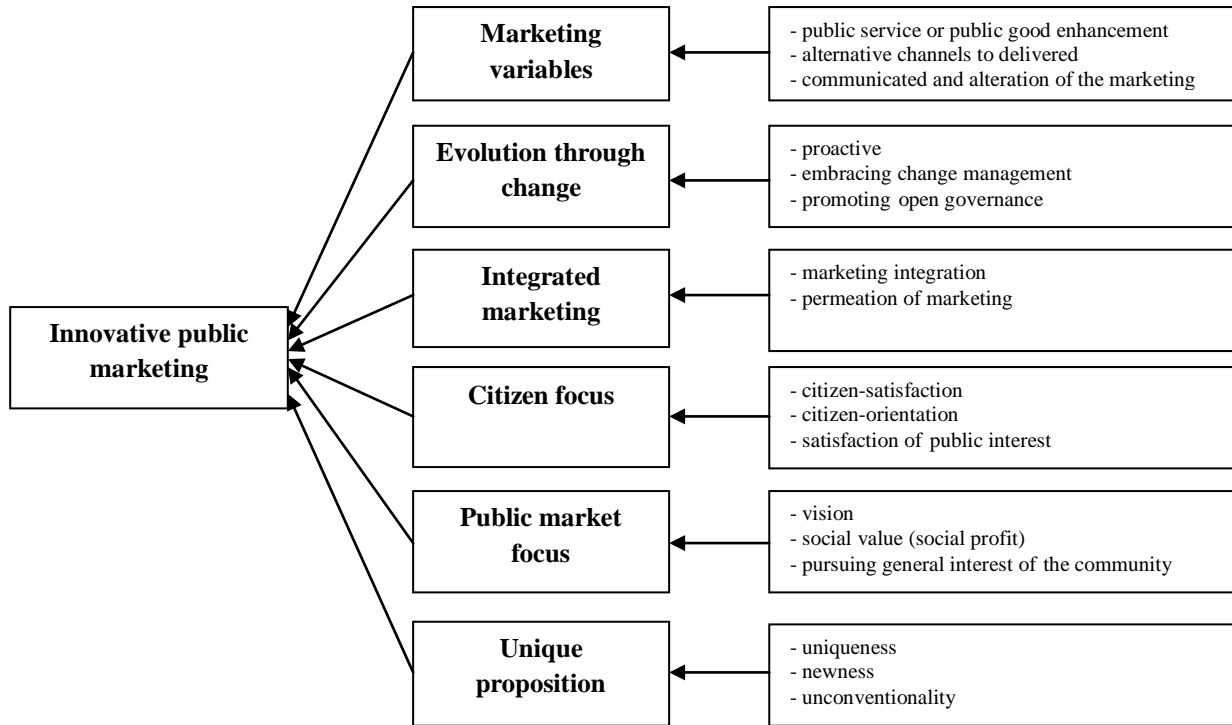 Marketing
variables
- public service or public good enhancement
- alternative channels to delivered
- communicated and alteration of the marketing
Evolution through
change
- proactive
- embracing change management
- promoting open governance
Integrated
marketing
- marketing integration
- permeation of marketing
Innovative public
marketing
Citizen focus
- citizen-satisfaction
- citizen-orientation
- satisfaction of public interest
Public market
focus
- vision
- social value (social profit)
- pursuing general interest of the community
Unique
proposition
- uniqueness
- newness
- unconventionality